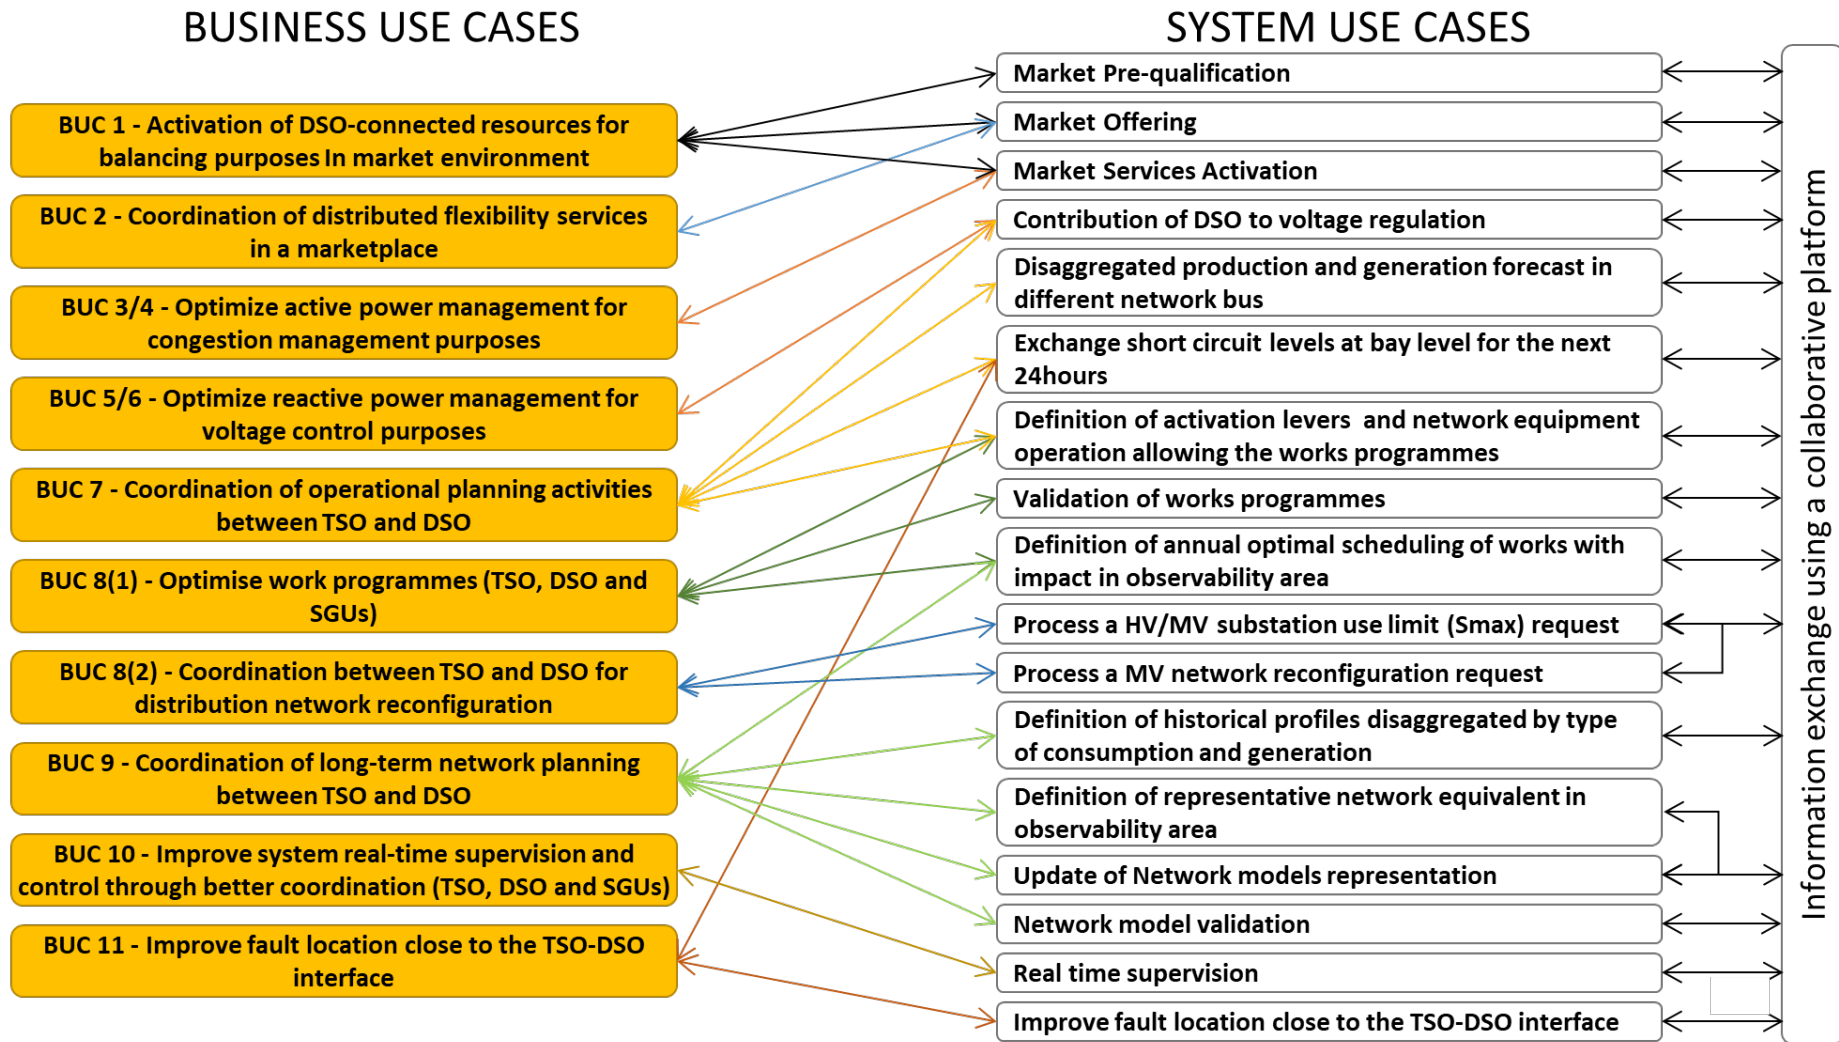 BUSINESS USE CASES
BUC 1 - Activation of DSO-connected resources for
balancing purposes In market environment
BUC 2 - Coordination of distributed flexibility services
in a marketplace
BUC 3/4 - Optimize active power management for
congestion management purposes
BUC 5/6 - Optimize reactive power management for
voltage control purposes
BUC 7 - Coordination of operational planning activities
between TSO and DSO
BUC 8(1) - Optimise work programmes (TSO, DSO and
SGUs)
BUC 8(2) - Coordination between TSO and DSO for
distribution network reconfiguration
BUC 9 - Coordination of long-term network planning
between TSO and DSO
BUC 10 - Improve system real-time supervision and
control through better coordination (TSO, DSO and SGUs)
BUC 11 - Improve fault location close to the TSO-DSO
interface
SYSTEM USE CASES
Market Pre-qualification
Market Offering
Market Services Activation
Contribution of DSO to voltage regulation
Disaggregated production and generation forecast in
different network bus
Exchange short circuit levels at bay level for the next
24hours
Definition of activation levers and network equipment
operation allowing the works programmes
Validation of works programmes
Definition of annual optimal scheduling of works with
impact in observability area
Process a HV/MV substation use limit (Smax) request
Process a MV network reconfiguration request
Definition of historical profiles disaggregated by type
of consumption and generation
Definition of representative network equivalent in
observability area
Update of Network models representation
Network model validation
Real time supervision
Improve fault location close to the TSO-DSO interface
Information exchange using a collaborative platform